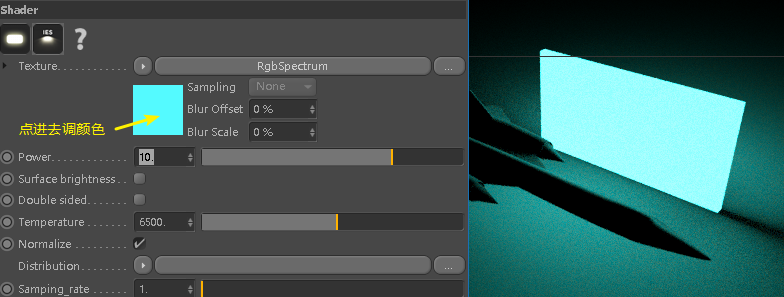 Shader
IES
?
Texture
RgbSpectrum
...
Sampling
None
点进去调颜色
Blur Offset
0 %
Blur Scale
0 %
Power
10.
Surface brightness
Double sided
Temperature
6500.
Normalize
Distribution
...
Samping_rate
1.